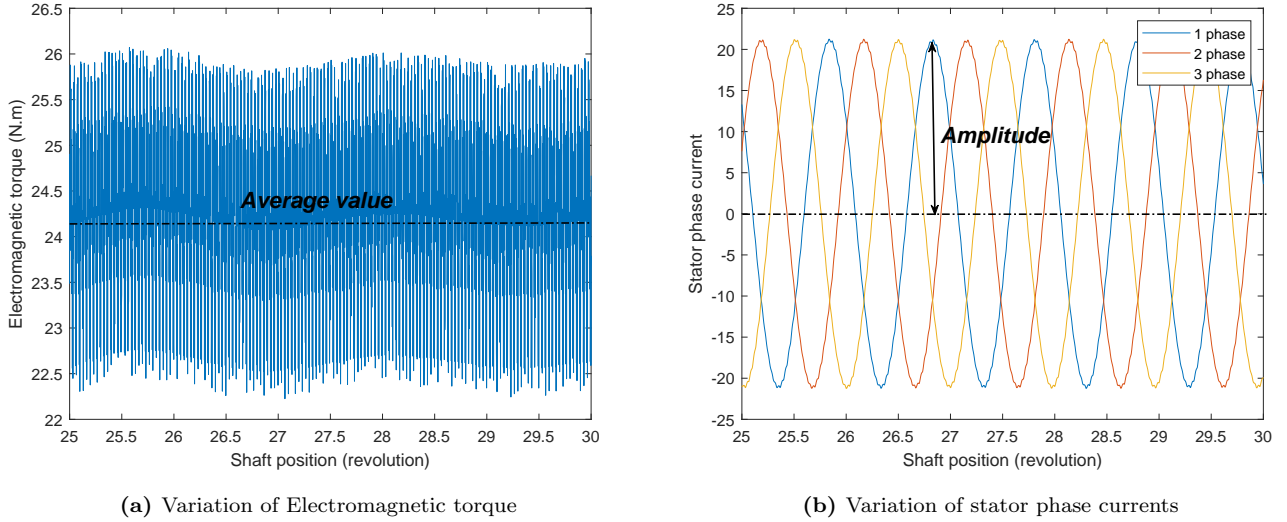 26.5
26
25.5
25
24.5
24
23.5
23
22.5
22
Electromagnetic torque (N.m)
Average value
25 25.5 26 26.5 27 27.5 28 28.5 29 29.5 30
Shaft position (revolution)
(a) Variation of Electromagnetic torque
25
20
15
10
5
0
-5
-10
-15
-20
-25
Stator phase current
1 phase
2 phase
3 phase
Amplitude
25 25.5 26 26.5 27 27.5 28 28.5 29 29.5 30
Shaft position (revolution)
(b) Variation of stator phase currents